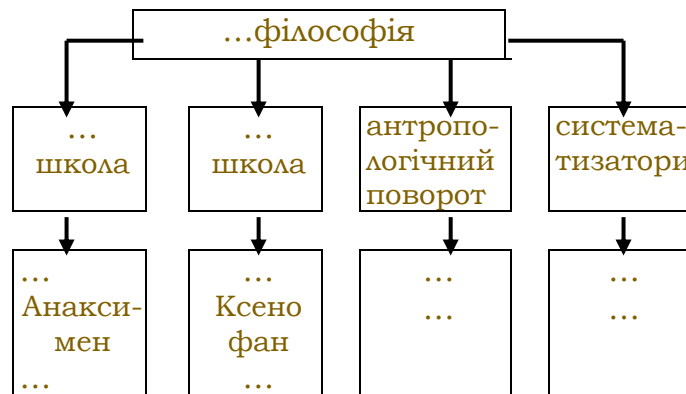 …філософія
…
школа
…
школа
антропо-
логічний
поворот
система-
тизатори
…
Анакси-
мен
…
…
Ксено
фан
…
…
…
…
…